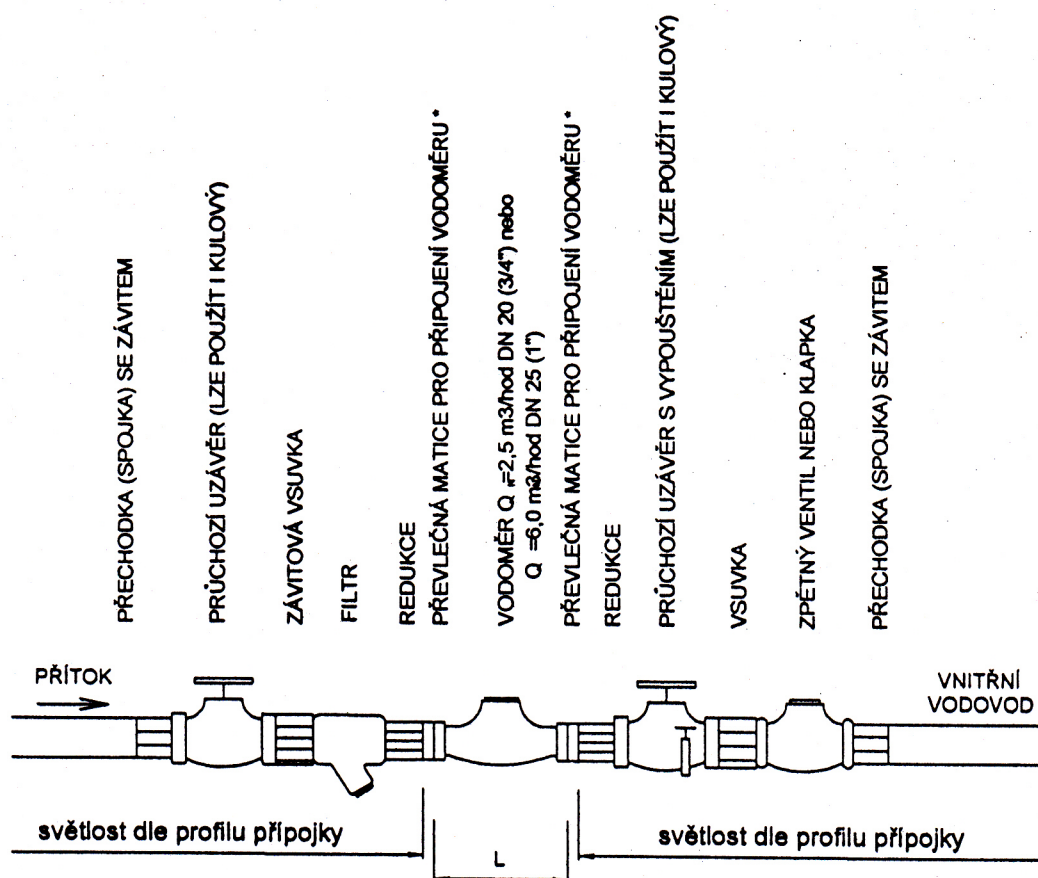 PŘECHODKA (SPOJKA) SE ZÁVITEM
PRŮCHOZÍ UZÁVĚR (LZE POUŽÍT I KULOVÝ)
ZÁVITOVÁ VSUVKA
FILTR
REDUKCE
PŘEVLEČNÁ MATICE PRO PŘIPOJENÍ VODOMĚRU *
VODOMĚR Q =2,5 m3/hod DN 20 (3/4") nebo
Q =6,0 m3/hod DN 25 (1")
PŘEVLEČNÁ MATICE PRO PŘIPOJENÍ VODOMĚRU *
REDUKCE
PRŮCHOZÍ UZÁVĚR S VYPOUŠTĚNÍM (LZE POUŽÍT I KULOVÝ)
VSUVKA
ZPĚTNÝ VENTIL NEBO KLAPKA
PŘECHODKA (SPOJKA) SE ZÁVITEM
PŘÍTOK
VNITŘNÍ
VODOVOD
světlost dle profilu přípojky
L
světlost dle profilu přípojky